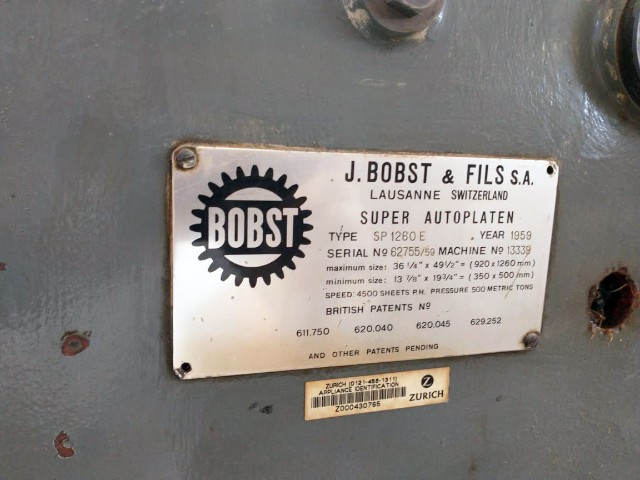 BOBST
J. BOBST & FILS S.A.
LAUSANNE SWITZERLAND
SUPER AUTOPLATEN
TYPE SP 1260 E YEAR 1959
SERIAL No 62755/59 MACHINE No 13339
maximum size: 36 1/4" x 49 1/2" = (920 x 1260 mm)
minimum size: 13 7/8" x 19 3/4" = (350 x 500 mm)
SPEED: 4500 SHEETS P.H. PRESSURE 500 METRIC TONS
BRITISH PATENTS No
611.750 620.040 620.045 629.252
AND OTHER PATENTS PENDING
ZURICH (0121-456-1311)
APPLIANCE IDENTIFICATION
Z000430765
Z
ZURICH